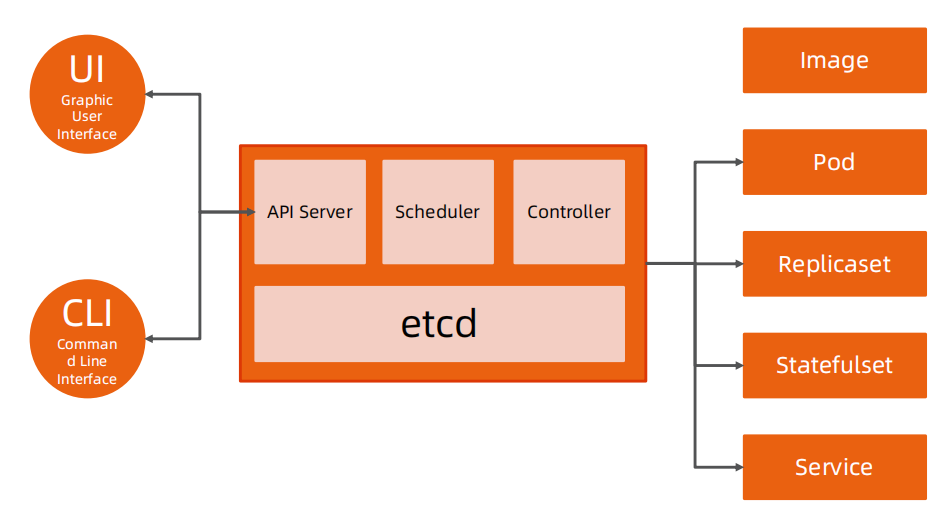 UI
Graphic
User
Interface
CLI
Comman
d Line
Interface
API Server
Scheduler
Controller
etcd
Image
Pod
Replicaset
Statefulset
Service